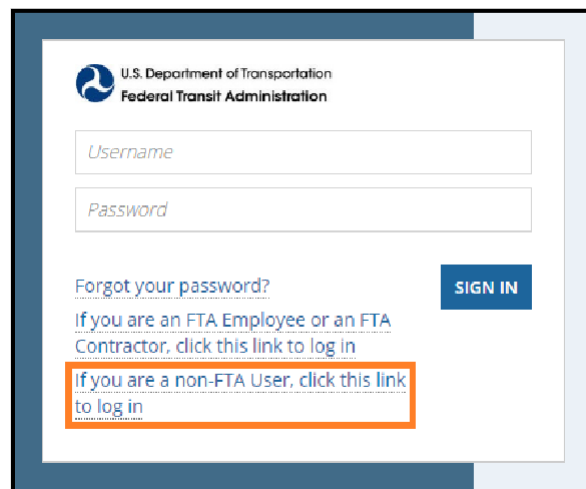 U.S. Department of Transportation
Federal Transit Administration
Username
Password
Forgot your password?
SIGN IN
If you are an FTA Employee or an FTA
Contractor, click this link to log in
If you are a non-FTA User, click this link
to log in